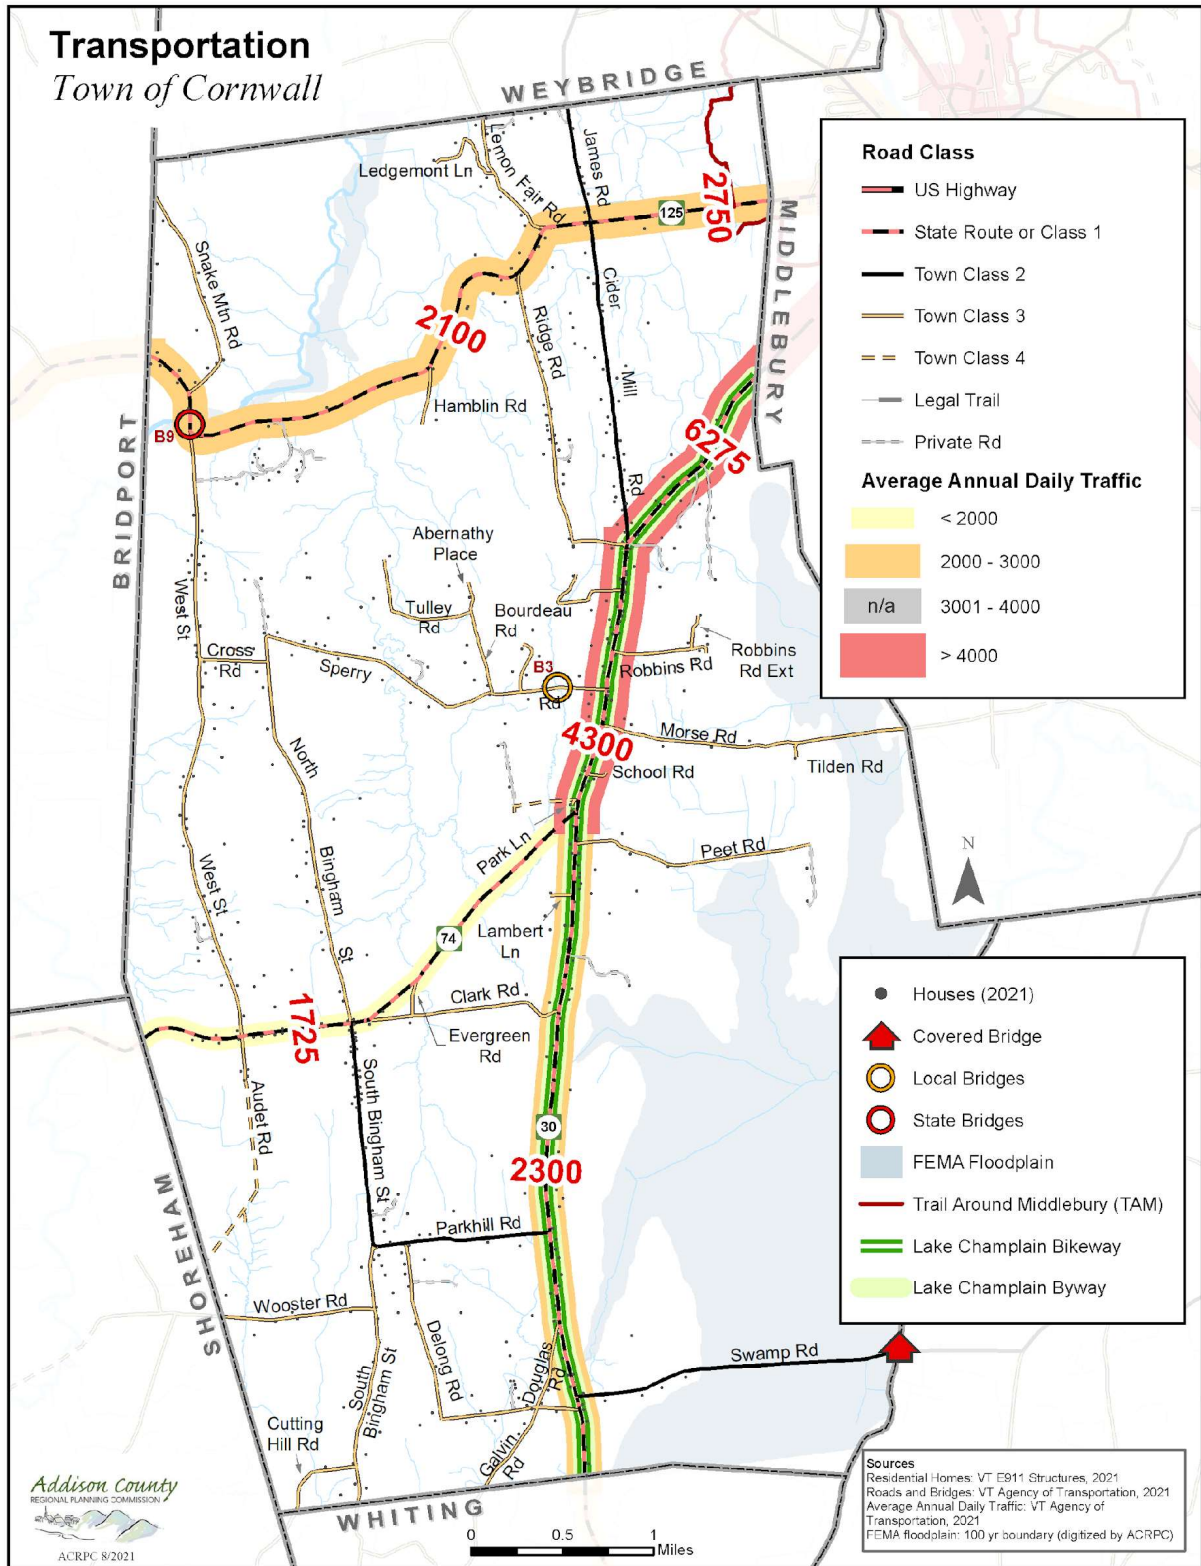 Transportation
Town of Cornwall
WEYBRIDGE
MIDDLEBURY
BRIDPORT
SHOREHAM
WHITING
Ledgemont Ln
Lemon Fair Rd
James Rd
125
2750
Snake Mtn Rd
2100
Ridge Rd
Cider
Mill
Rd
Hamblin Rd
B9
6275
Abernathy
Place
West St
Tulley
Rd
Bourdeau
Rd
Cross
Rd
Sperry
B3
Rd
Robbins Rd
Robbins
Rd Ext
4300
Morse Rd
Tilden Rd
School Rd
North
Bingham
St
Park Ln
Peet Rd
West St
74
Lambert
Ln
Clark Rd
Evergreen
Rd
1725
Audet Rd
South Bingham St
30
2300
Parkhill Rd
Wooster Rd
South
Bingham St
Delong Rd
Douglas
Rd
Swamp Rd
Cutting
Hill Rd
Galvin
Rd
Road Class
US Highway
State Route or Class 1
Town Class 2
Town Class 3
Town Class 4
Legal Trail
Private Rd
Average Annual Daily Traffic
< 2000
2000 - 3000
n/a 3001 - 4000
> 4000
N
Houses (2021)
Covered Bridge
Local Bridges
State Bridges
FEMA Floodplain
Trail Around Middlebury (TAM)
Lake Champlain Bikeway
Lake Champlain Byway
Addison County
REGIONAL PLANNING COMMISSION
ACRPC 8/2021
0 0.5 1
Miles
Sources
Residential Homes: VT E911 Structures, 2021
Roads and Bridges: VT Agency of Transportation, 2021
Average Annual Daily Traffic: VT Agency of
Transportation, 2021
FEMA floodplain: 100 yr boundary (digitized by ACRPC)